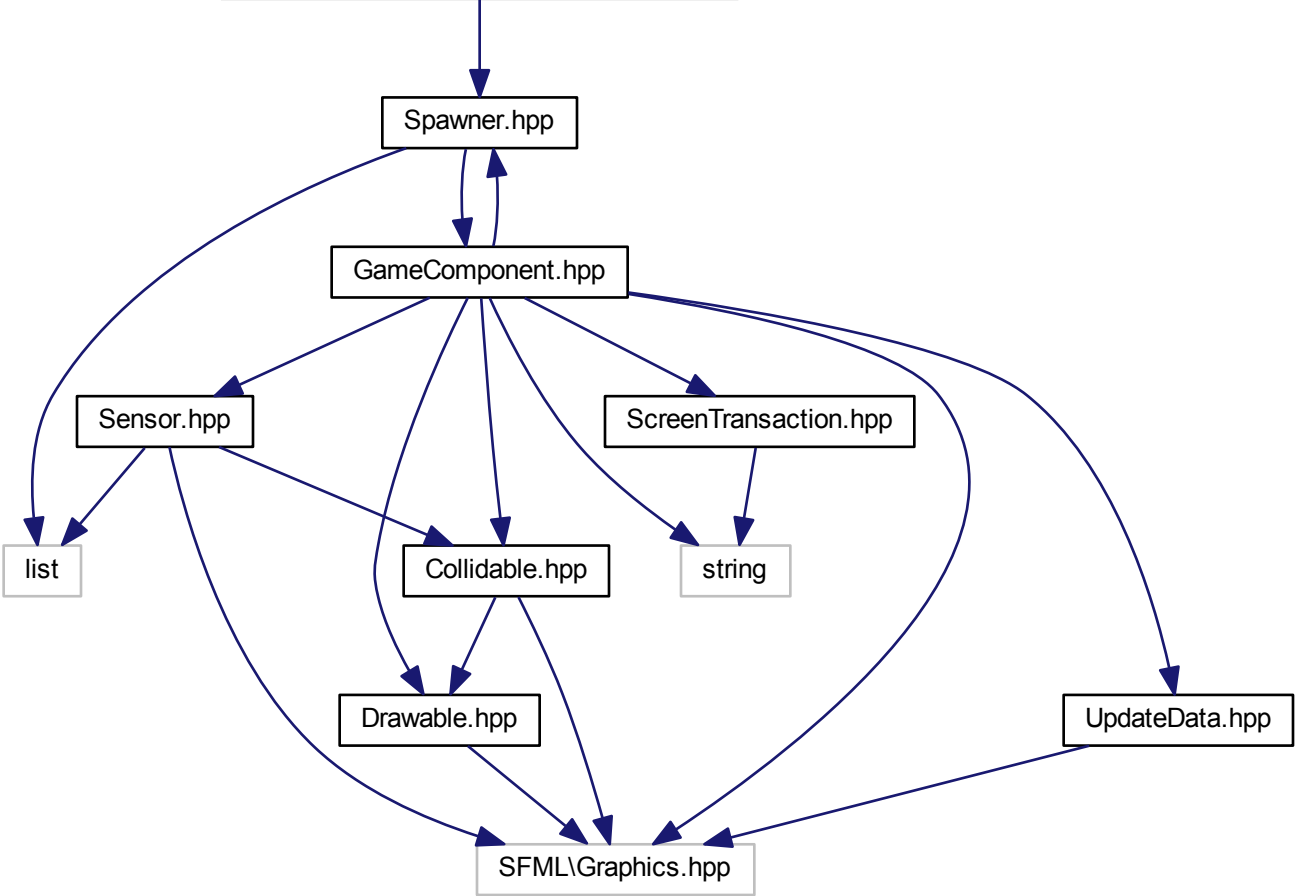 Spawner.hpp
GameComponent.hpp
Sensor.hpp
ScreenTransaction.hpp
list
Collidable.hpp
string
Drawable.hpp
UpdateData.hpp
SFML\Graphics.hpp